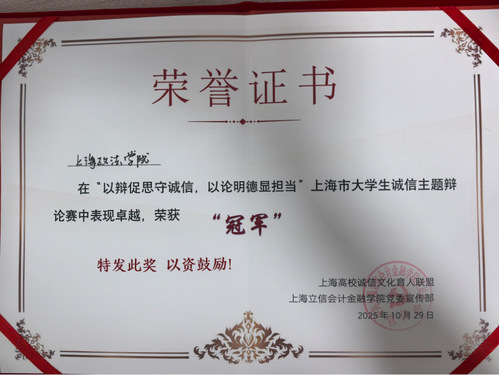 荣誉证书
上海政法学院
在“以辩促思守诚信，以论明德显担当”上海市大学生诚信主题辩
论赛中表现卓越，荣获 “冠军”
特发此奖 以资鼓励！
上海高校诚信文化育人联盟
上海立信会计金融学院党委宣传部
2025年10月29日